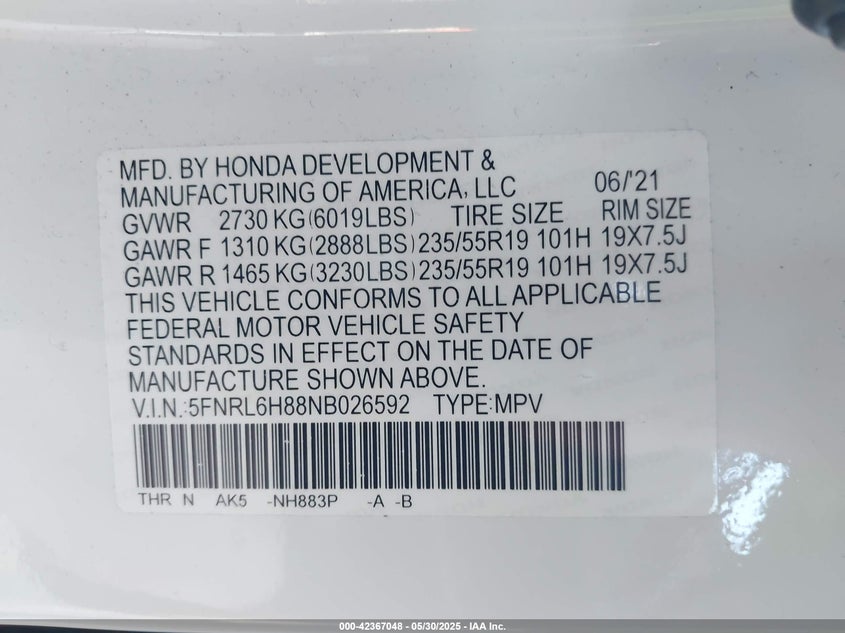 MFD. BY HONDA DEVELOPMENT &
MANUFACTURING OF AMERICA, LLC 06/'21
GVWR 2730 KG (6019LBS) TIRE SIZE RIM SIZE
GAWR F 1310 KG (2888LBS) 235/55R19 101H 19X7.5J
GAWR R 1465 KG (3230LBS) 235/55R19 101H 19X7.5J
THIS VEHICLE CONFORMS TO ALL APPLICABLE
FEDERAL MOTOR VEHICLE SAFETY
STANDARDS IN EFFECT ON THE DATE OF
MANUFACTURE SHOWN ABOVE.
V.I.N.:5FNRL6H88NB026592 TYPE:MPV
THR N AK5 -NH883P -A -B
000-42367048 - 05/30/2025 - IAA Inc.